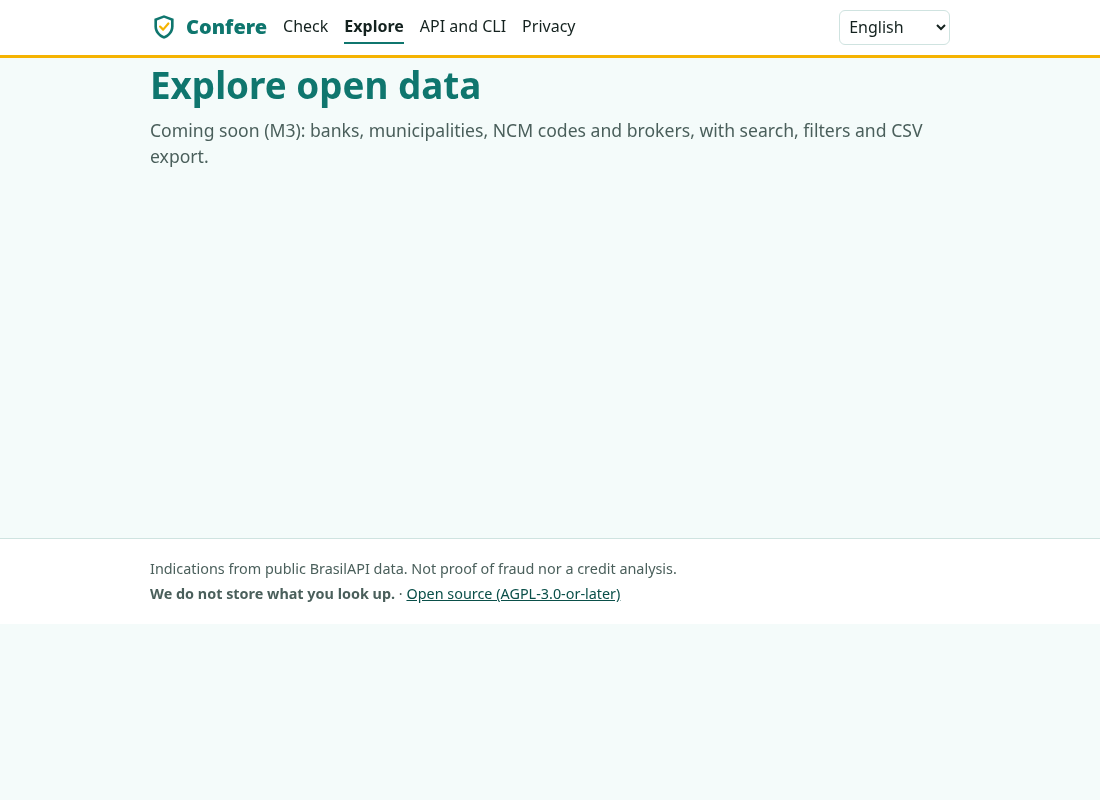 Confere Check Explore API and CLI Privacy English
Explore open data
Coming soon (M3): banks, municipalities, NCM codes and brokers, with search, filters and CSV
export.
Indications from public BrasilAPI data. Not proof of fraud nor a credit analysis.
We do not store what you look up. · Open source (AGPL-3.0-or-later)